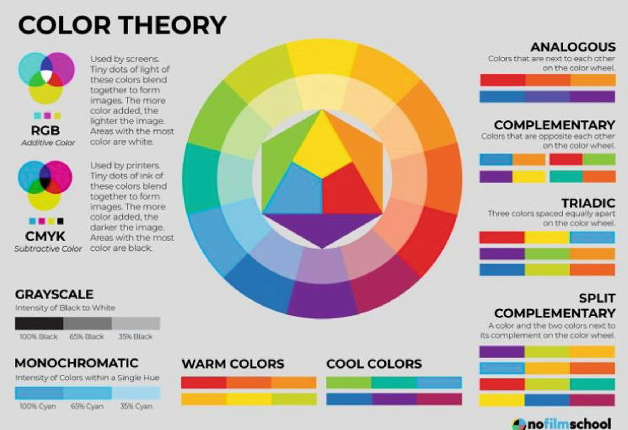 COLOR THEORY
Used by screens.
Tiny dots of light of
these colors blend
together to form
images. The more
color added, the
lighter the image.
Areas with the most
color are white.
RGB
Additive Color
Used by printers.
Tiny dots of ink of
these colors blend
together to form
images. The more
color added, the
darker the image.
Areas with the most
color are black.
CMYK
Subtractive Color
GRAYSCALE
Intensity of Black to White
100% Black 65% Black 35% Black
MONOCHROMATIC
Intensity of Colors within a Single Hue
100% Cyan 65% Cyan 35% Cyan
WARM COLORS
COOL COLORS
ANALOGOUS
Colors that are next to each other
on the color wheel.
COMPLEMENTARY
Colors that are opposite each other
on the color wheel.
TRIADIC
Three colors spaced equally apart
on the color wheel.
SPLIT
COMPLEMENTARY
A color and the two colors next to
its complement on the color wheel.
nofilmschool